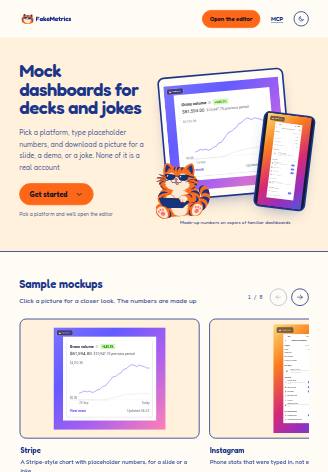 FakeMetrics
Open the editor
MCP
Mock
dashboards for
decks and jokes
Pick a platform, type placeholder
numbers, and download a picture for a
slide, a demo, or a joke. None of it is a
real account
Get started
Pick a platform and we'll open the editor
Gross volume
Made-up numbers on copies of familiar dashboards
Sample mockups
Click a picture for a closer look. The numbers are made up
1 / 8
Gross volume
View more
Today
Stripe
A Stripe-style chart with placeholders, for a slide or a
joke
Instagram
Phone stats that were typed in, not